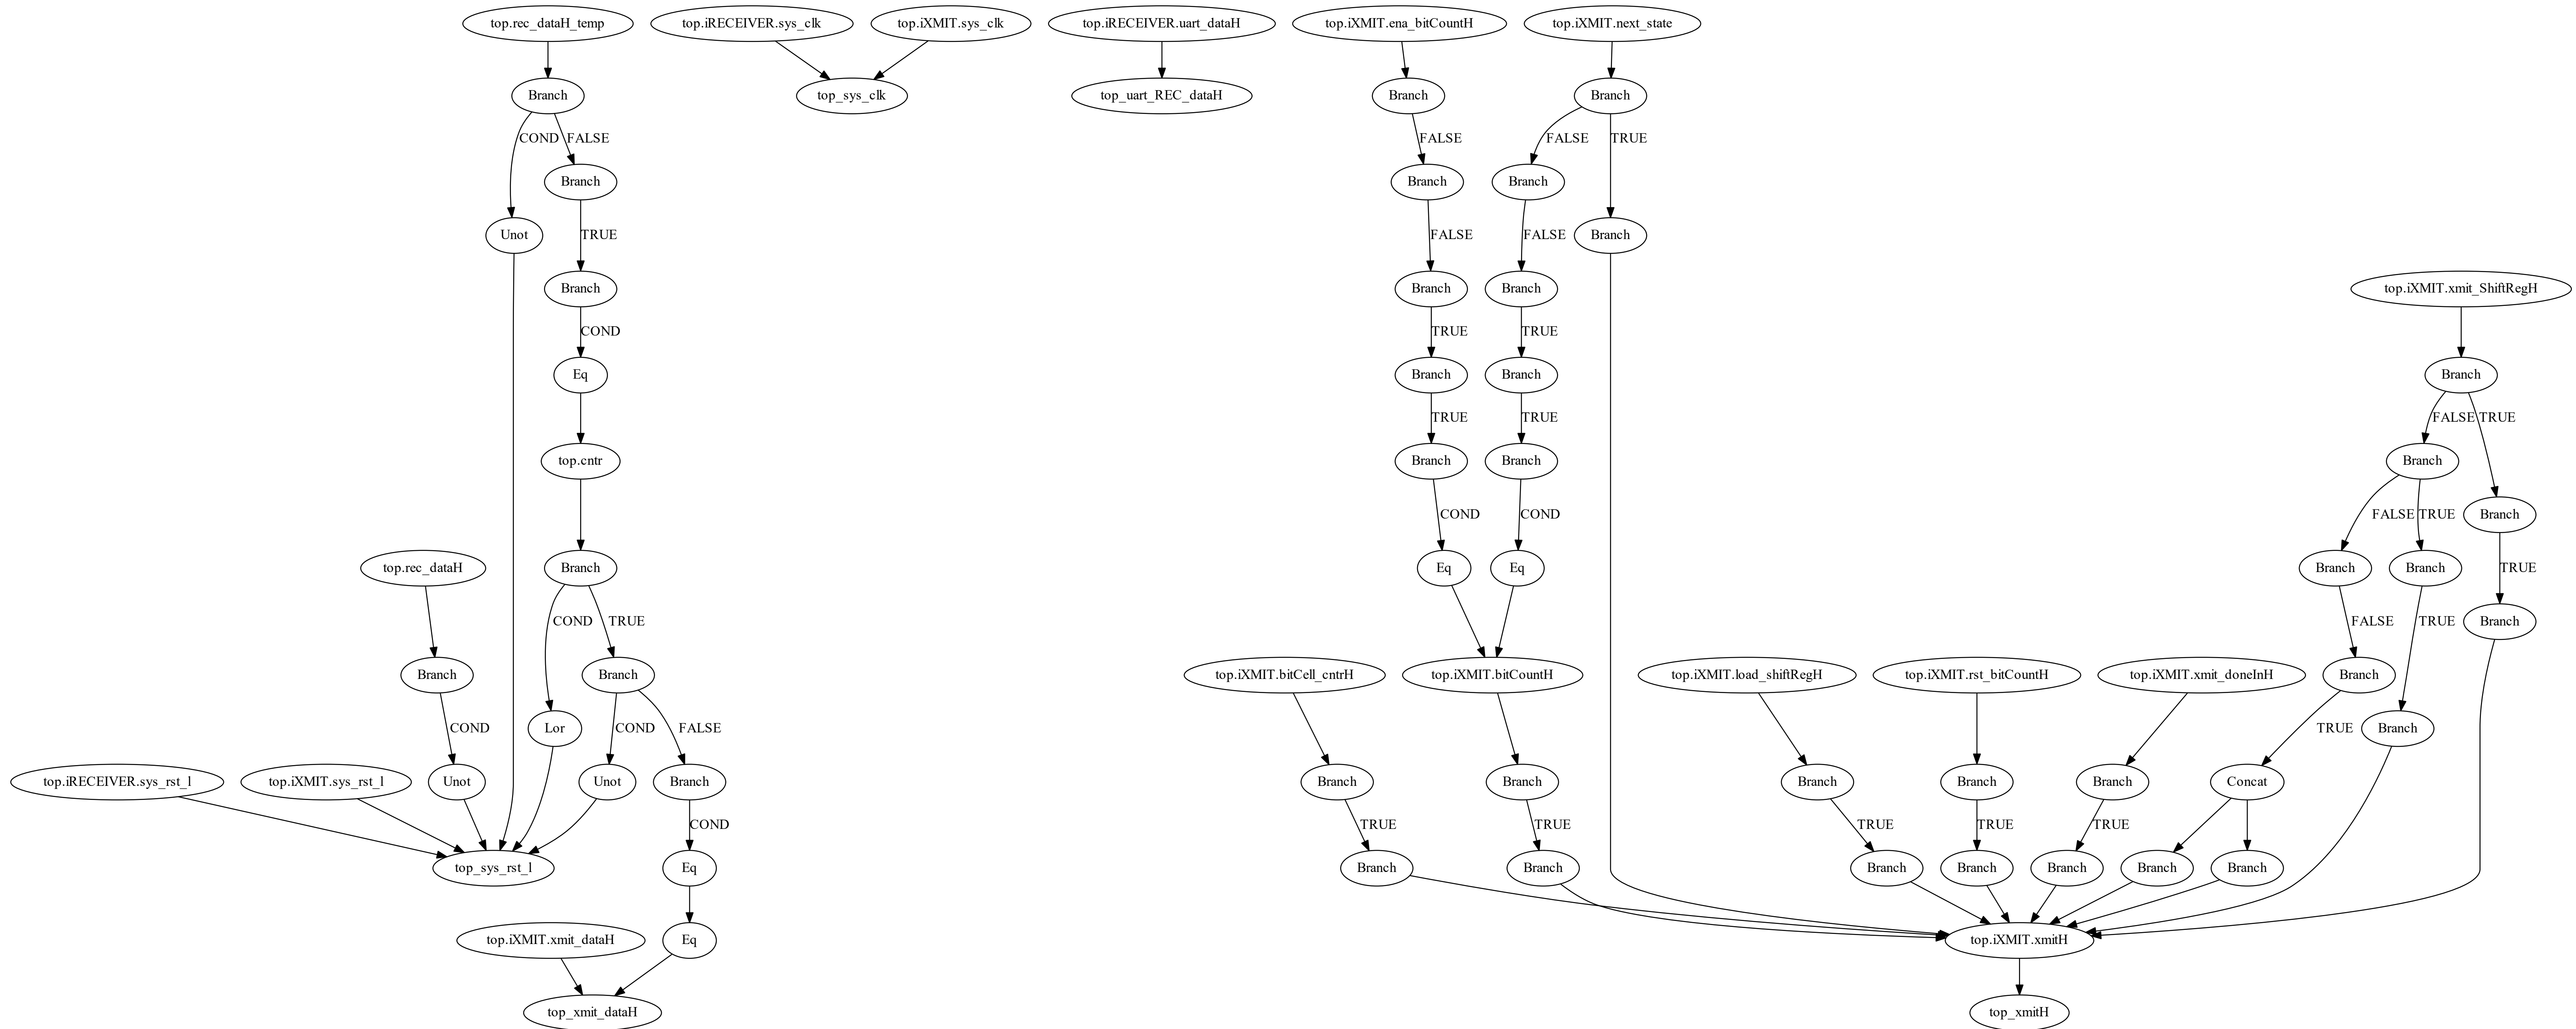 top.rec_dataH_temp
top.iRECEIVER.sys_clk
top.iXMIT.sys_clk
top.iRECEIVER.uart_dataH
top.iXMIT.ena_bitCountH
top.iXMIT.next_state
Branch
top_sys_clk
top_uart_REC_dataH
Branch
Branch
COND
FALSE
FALSE
FALSE
TRUE
Branch
Branch
Branch
Unot
TRUE
FALSE
FALSE
Branch
Branch
Branch
Branch
top.iXMIT.xmit_ShiftRegH
COND
TRUE
TRUE
Eq
Branch
Branch
Branch
TRUE
TRUE
FALSE
TRUE
top.cntr
Branch
Branch
Branch
COND
COND
FALSE
TRUE
Branch
top.rec_dataH
Branch
Eq
Eq
Branch
Branch
TRUE
COND
TRUE
FALSE
TRUE
Branch
Branch
Branch
top.iXMIT.bitCell_cntrH
top.iXMIT.bitCountH
top.iXMIT.load_shiftRegH
top.iXMIT.rst_bitCountH
top.iXMIT.xmit_doneInH
Branch
COND
Lor
COND
FALSE
TRUE
Branch
top.iRECEIVER.sys_rst_l
top.iXMIT.sys_rst_l
Unot
Unot
Branch
Branch
Branch
Branch
Branch
Branch
Concat
COND
TRUE
TRUE
TRUE
TRUE
TRUE
top_sys_rst_l
Eq
Branch
Branch
Branch
Branch
Branch
Branch
Branch
top.iXMIT.xmit_dataH
Eq
top.iXMIT.xmitH
top_xmit_dataH
top_xmitH